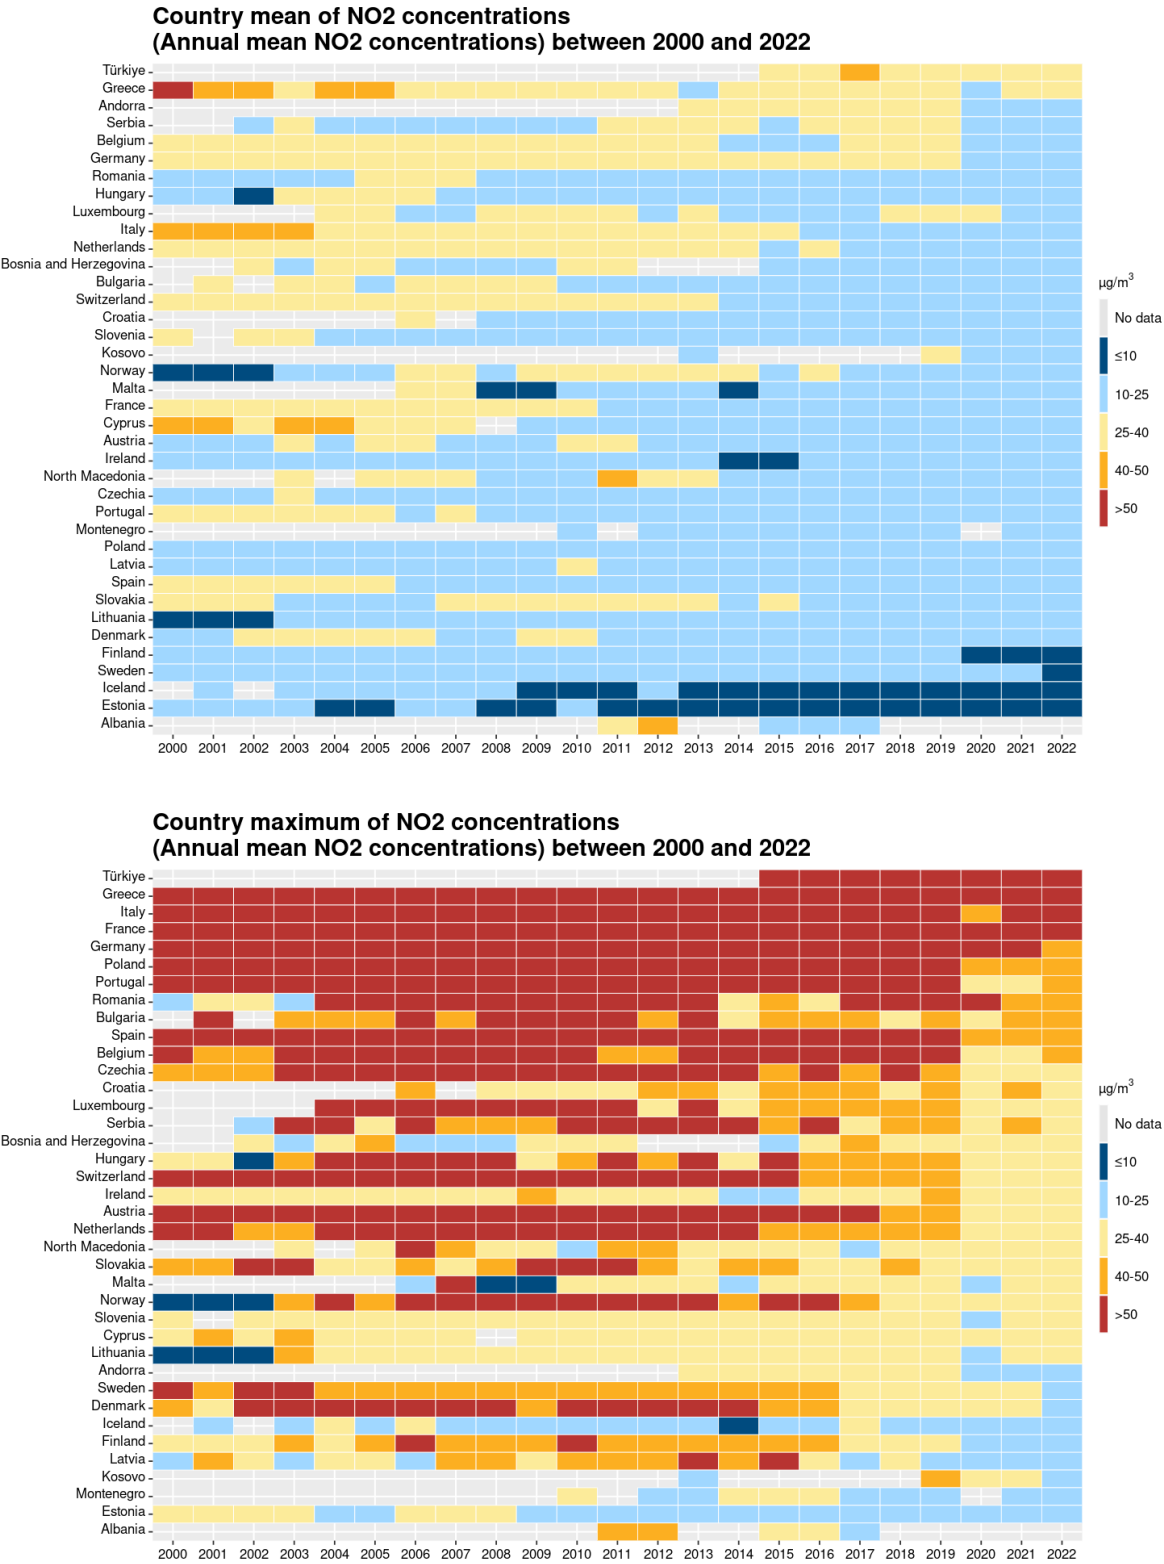 Country mean of NO2 concentrations
(Annual mean NO2 concentrations) between 2000 and 2022
Türkiye
Greece
Andorra
Serbia
Belgium
Germany
Romania
Hungary
Luxembourg
Italy
Netherlands
Bosnia and Herzegovina
Bulgaria
Switzerland
Croatia
Slovenia
Kosovo
Norway
Malta
France
Cyprus
Austria
Ireland
North Macedonia
Czechia
Portugal
Montenegro
Poland
Latvia
Spain
Slovakia
Lithuania
Denmark
Finland
Sweden
Iceland
Estonia
Albania
2000 2001 2002 2003 2004 2005 2006 2007 2008 2009 2010 2011 2012 2013 2014 2015 2016 2017 2018 2019 2020 2021 2022
µg/m³
No data
≤10
10-25
25-40
40-50
>50
Country maximum of NO2 concentrations
(Annual mean NO2 concentrations) between 2000 and 2022
Türkiye
Greece
Italy
France
Germany
Poland
Portugal
Romania
Bulgaria
Spain
Belgium
Czechia
Croatia
Luxembourg
Serbia
Bosnia and Herzegovina
Hungary
Switzerland
Ireland
Austria
Netherlands
North Macedonia
Slovakia
Malta
Norway
Slovenia
Cyprus
Lithuania
Andorra
Sweden
Denmark
Iceland
Finland
Latvia
Kosovo
Montenegro
Estonia
Albania
2000 2001 2002 2003 2004 2005 2006 2007 2008 2009 2010 2011 2012 2013 2014 2015 2016 2017 2018 2019 2020 2021 2022
µg/m³
No data
≤10
10-25
25-40
40-50
>50